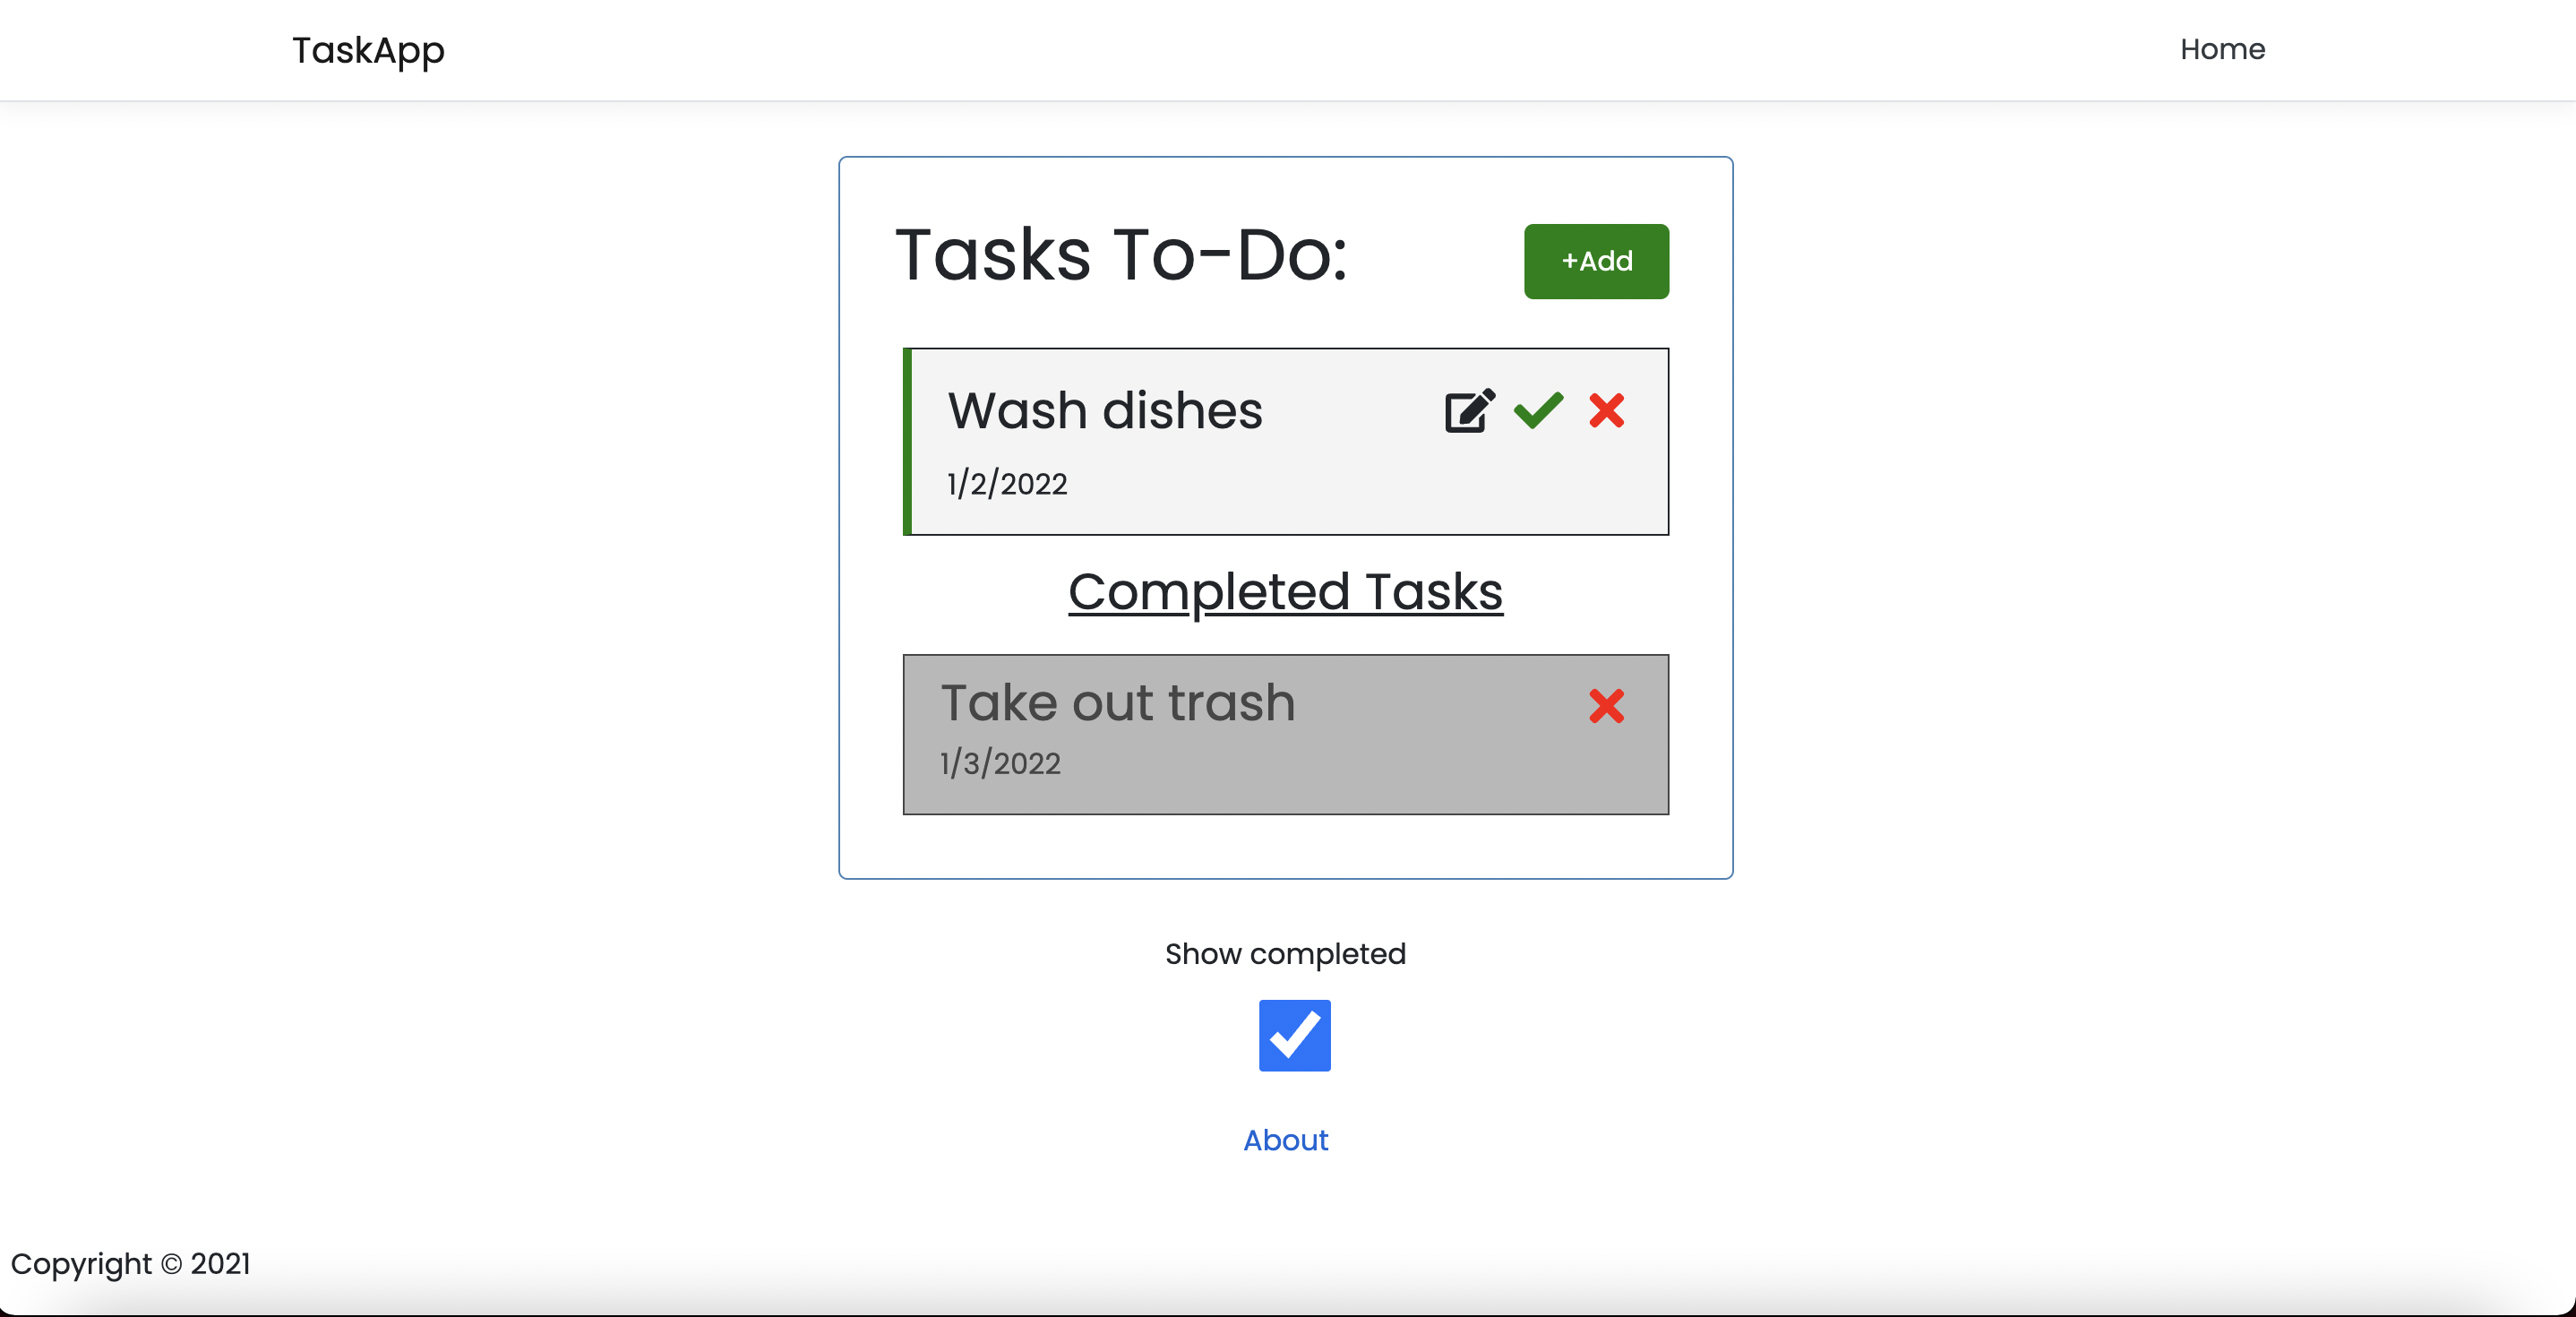 TaskApp
Home
Tasks To-Do:
+Add
Wash dishes
1/2/2022
Completed Tasks
Take out trash
1/3/2022
Show completed
About
Copyright © 2021